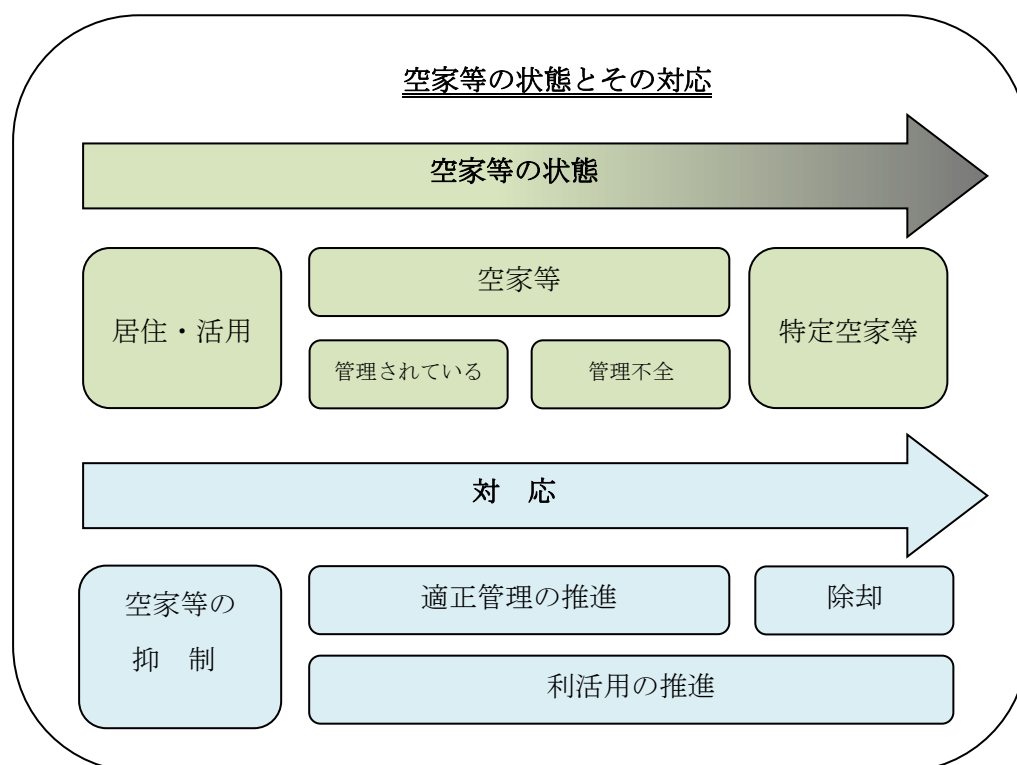 空家等の状態とその対応
空家等の状態
居住・活用
空家等
管理されている
管理不全
特定空家等
対　応
空家等の
抑　制
適正管理の推進
除却
利活用の推進